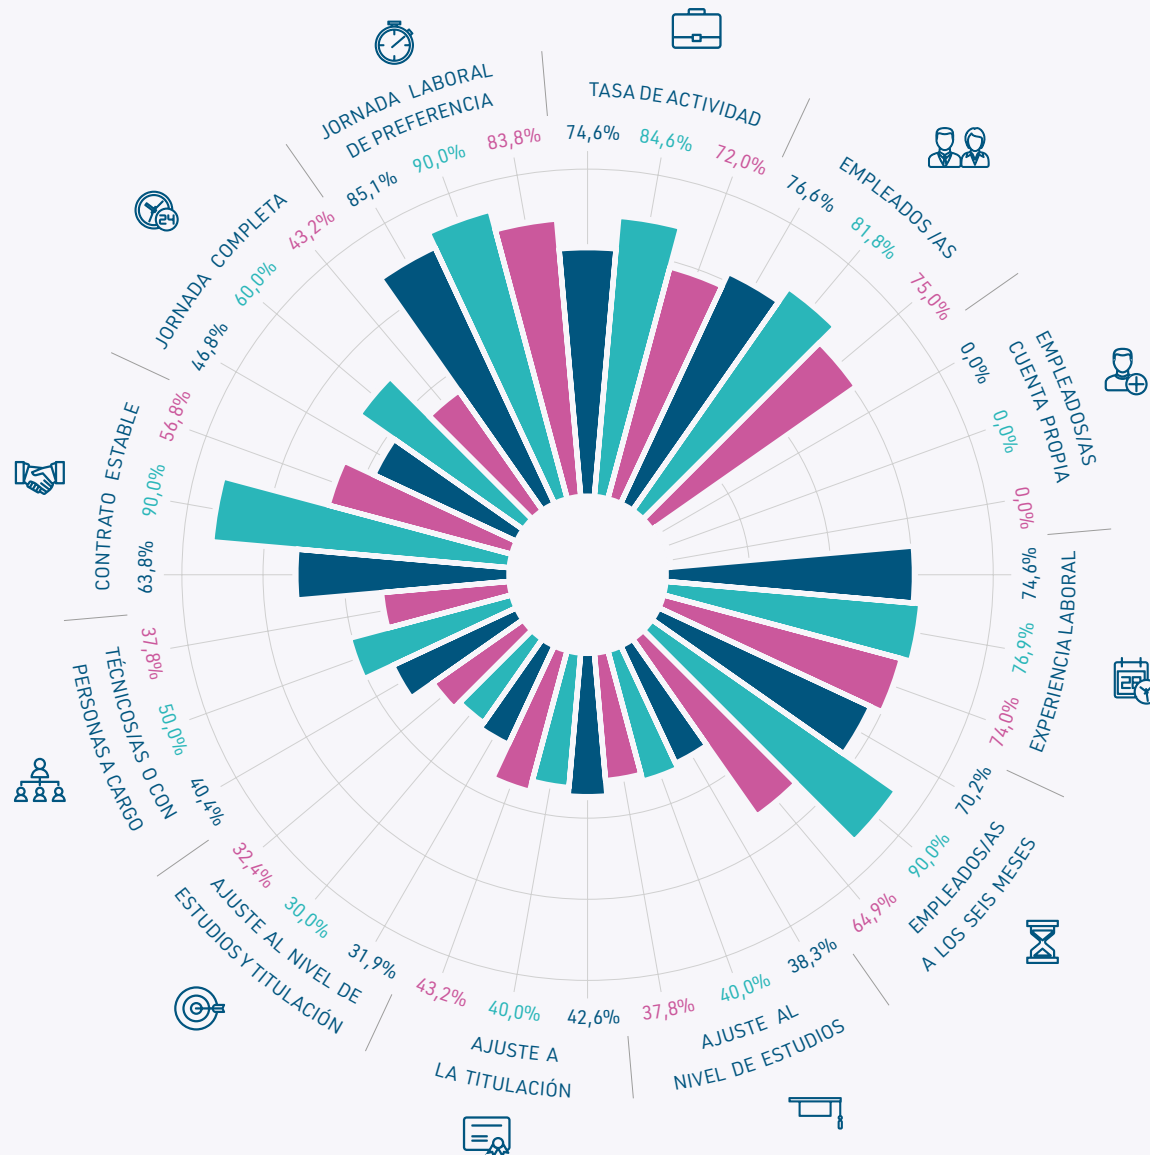 TASA DE ACTIVIDAD
74,6%
84,6%
72,0%
EMPLEADOS/AS
76,6%
81,8%
75,0%
EMPLEADOS/AS
CUENTA PROPIA
0,0%
0,0%
0,0%
EXPERIENCIA LABORAL
74,6%
76,9%
74,0%
EMPLEADOS/AS
A LOS SEIS MESES
70,2%
90,0%
64,9%
AJUSTE AL
NIVEL DE ESTUDIOS
38,3%
40,0%
37,8%
AJUSTE A
LA TITULACIÓN
42,6%
40,0%
43,2%
AJUSTE AL NIVEL DE
ESTUDIOS Y TITULACIÓN
31,9%
30,0%
32,4%
TÉCNICOS/AS O CON
PERSONAS A CARGO
40,4%
50,0%
37,8%
CONTRATO ESTABLE
63,8%
90,0%
56,8%
JORNADA COMPLETA
46,8%
60,0%
43,2%
24
JORNADA LABORAL
DE PREFERENCIA
85,1%
90,0%
83,8%